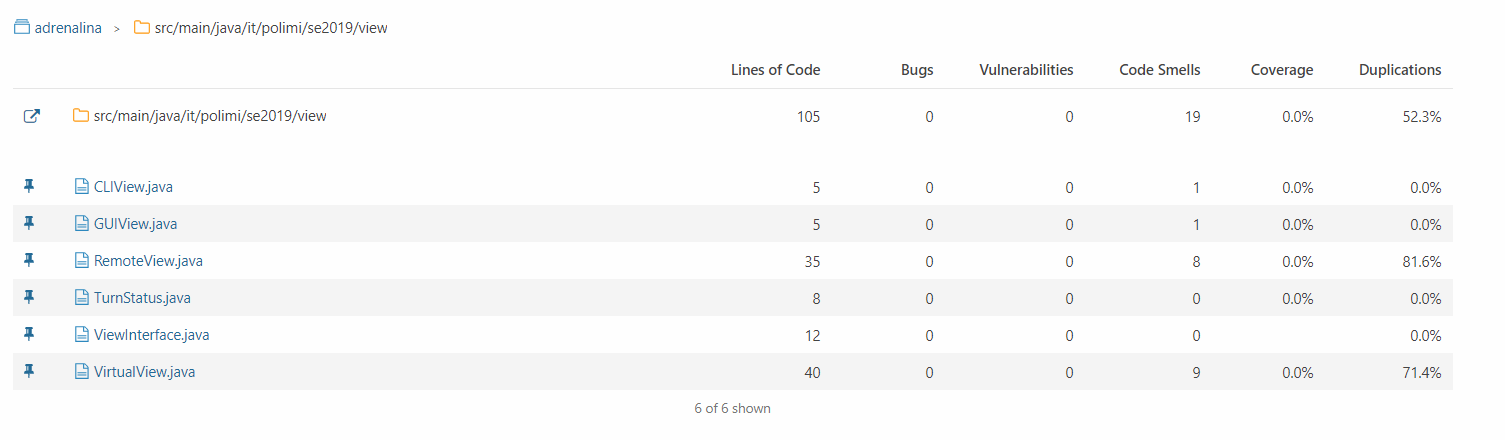 adrenalina > src/main/java/it/polimi/se2019/view
Lines of Code Bugs Vulnerabilities Code Smells Coverage Duplications
src/main/java/it/polimi/se2019/view 105 0 0 19 0.0% 52.3%
CLIView.java 5 0 0 1 0.0% 0.0%
GUIView.java 5 0 0 1 0.0% 0.0%
RemoteView.java 35 0 0 8 0.0% 81.6%
TurnStatus.java 8 0 0 0 0.0% 0.0%
ViewInterface.java 12 0 0 0 0.0%
VirtualView.java 40 0 0 9 0.0% 71.4%
6 of 6 shown